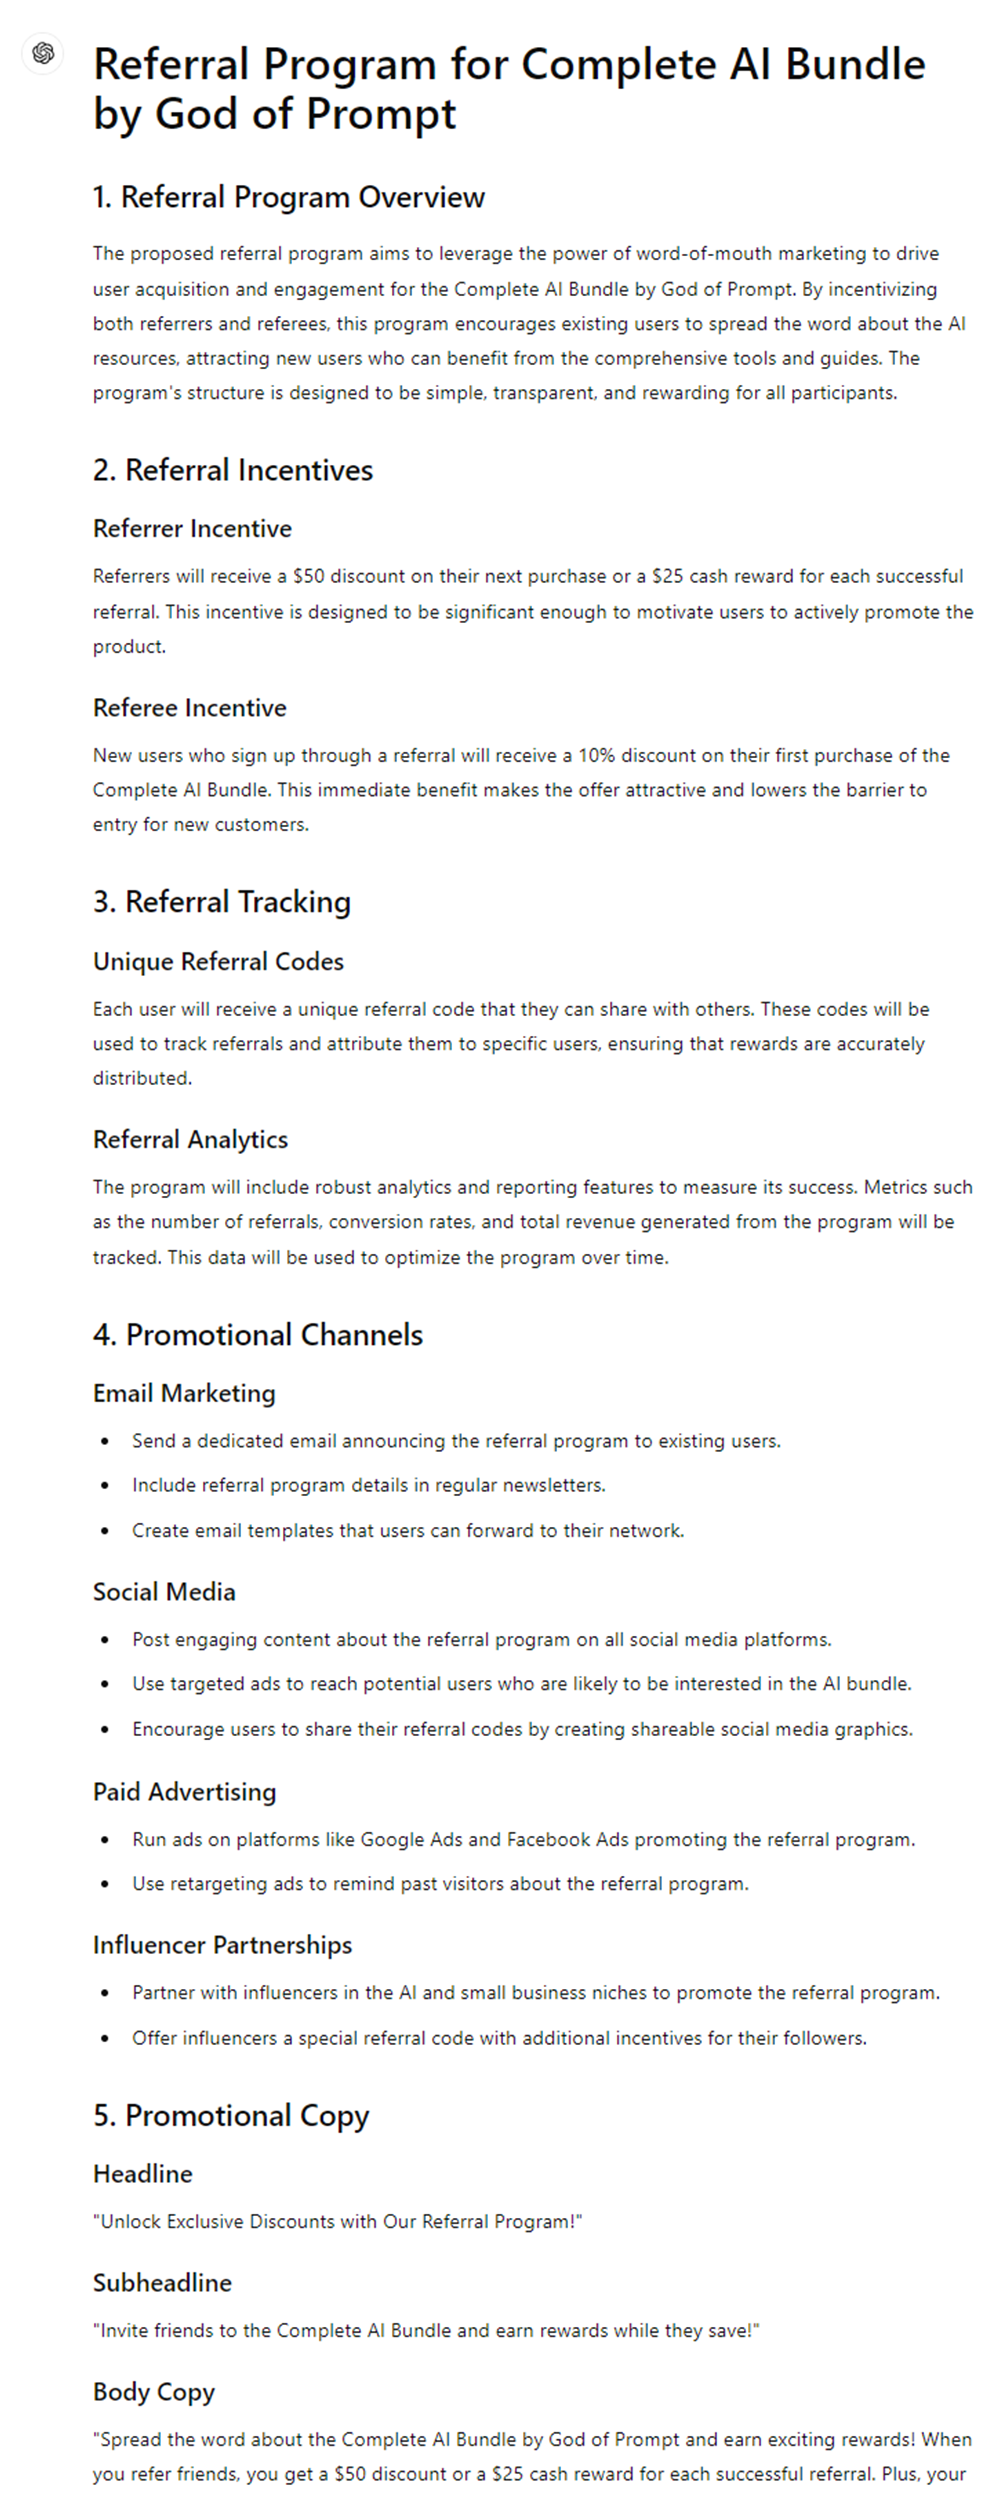 Referral Program for Complete AI Bundle
by God of Prompt
1. Referral Program Overview
The proposed referral program aims to leverage the power of word-of-mouth marketing to drive
user acquisition and engagement for the Complete AI Bundle by God of Prompt. By incentivizing
both referrers and referees, this program encourages existing users to spread the word about the AI
resources, attracting new users who can benefit from the comprehensive tools and guides. The
program's structure is designed to be simple, transparent, and rewarding for all participants.
2. Referral Incentives
Referrer Incentive
Referrers will receive a $50 discount on their next purchase or a $25 cash reward for each successful
referral. This incentive is designed to be significant enough to motivate users to actively promote the
product.
Referee Incentive
New users who sign up through a referral will receive a 10% discount on their first purchase of the
Complete AI Bundle. This immediate benefit makes the offer attractive and lowers the barrier to
entry for new customers.
3. Referral Tracking
Unique Referral Codes
Each user will receive a unique referral code that they can share with others. These codes will be
used to track referrals and attribute them to specific users, ensuring that rewards are accurately
distributed.
Referral Analytics
The program will include robust analytics and reporting features to measure its success. Metrics such
as the number of referrals, conversion rates, and total revenue generated from the program will be
tracked. This data will be used to optimize the program over time.
4. Promotional Channels
Email Marketing
• Send a dedicated email announcing the referral program to existing users.
• Include referral program details in regular newsletters.
• Create email templates that users can forward to their network.
Social Media
• Post engaging content about the referral program on all social media platforms.
• Use targeted ads to reach potential users who are likely to be interested in the AI bundle.
• Encourage users to share their referral codes by creating shareable social media graphics.
Paid Advertising
• Run ads on platforms like Google Ads and Facebook Ads promoting the referral program.
• Use retargeting ads to remind past visitors about the referral program.
Influencer Partnerships
• Partner with influencers in the AI and small business niches to promote the referral program.
• Offer influencers a special referral code with additional incentives for their followers.
5. Promotional Copy
Headline
"Unlock Exclusive Discounts with Our Referral Program!"
Subheadline
"Invite friends to the Complete AI Bundle and earn rewards while they save!"
Body Copy
"Spread the word about the Complete AI Bundle by God of Prompt and earn exciting rewards! When
you refer friends, you get a $50 discount or a $25 cash reward for each successful referral. Plus, your